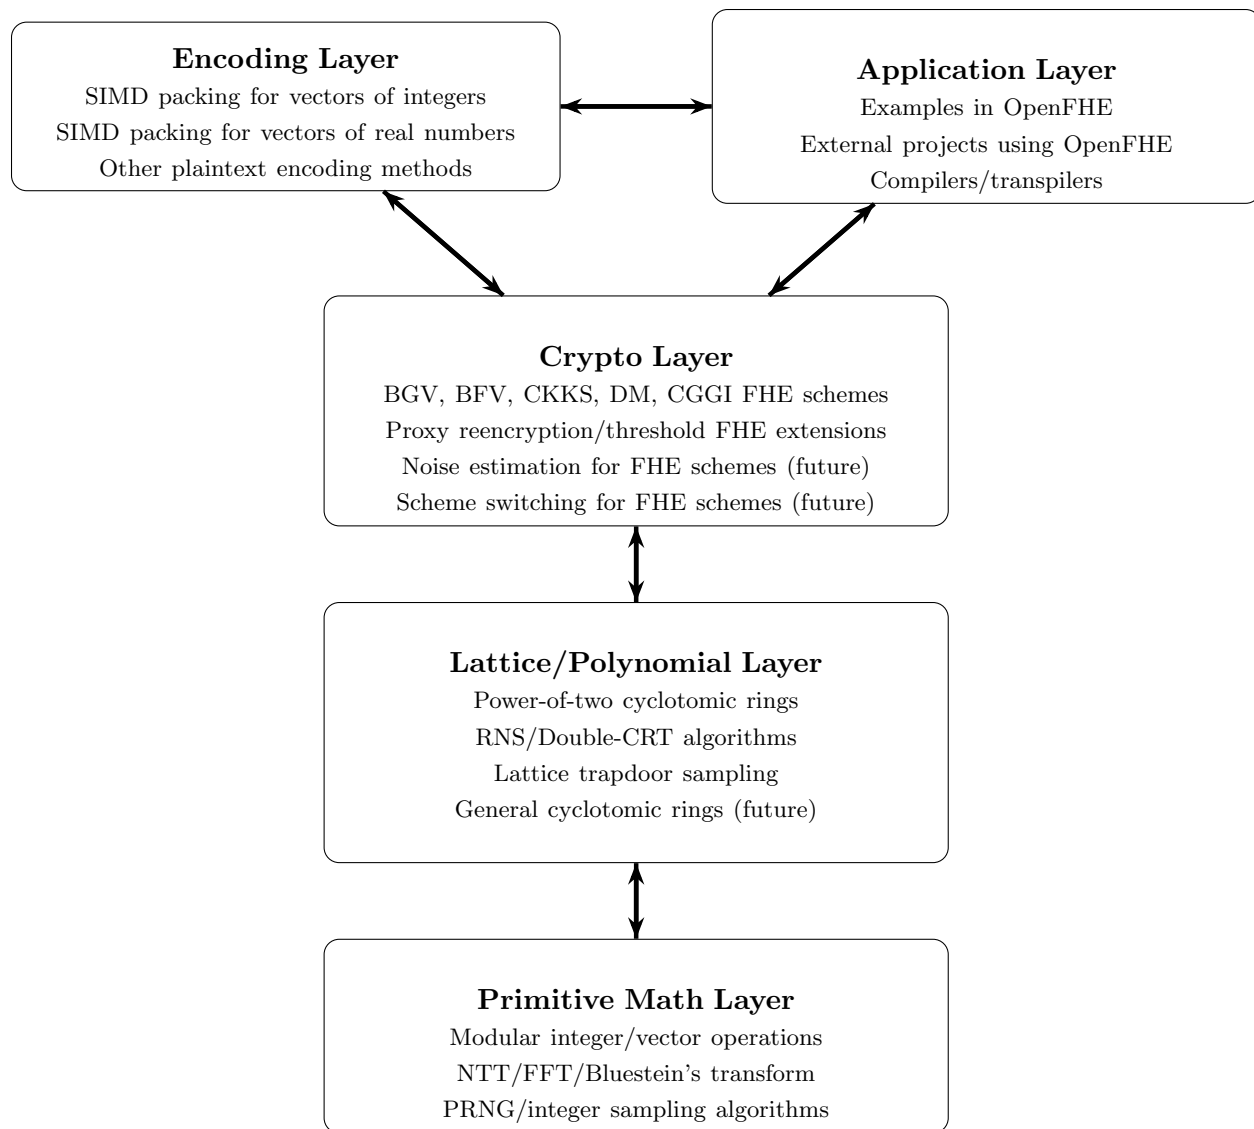 Encoding Layer
SIMD packing for vectors of integers
SIMD packing for vectors of real numbers
Other plaintext encoding methods
Application Layer
Examples in OpenFHE
External projects using OpenFHE
Compilers/transpilers
Crypto Layer
BGV, BFV, CKKS, DM, CGGI FHE schemes
Proxy reencryption/threshold FHE extensions
Noise estimation for FHE schemes (future)
Scheme switching for FHE schemes (future)
Lattice/Polynomial Layer
Power-of-two cyclotomic rings
RNS/Double-CRT algorithms
Lattice trapdoor sampling
General cyclotomic rings (future)
Primitive Math Layer
Modular integer/vector operations
NTT/FFT/Bluestein's transform
PRNG/integer sampling algorithms